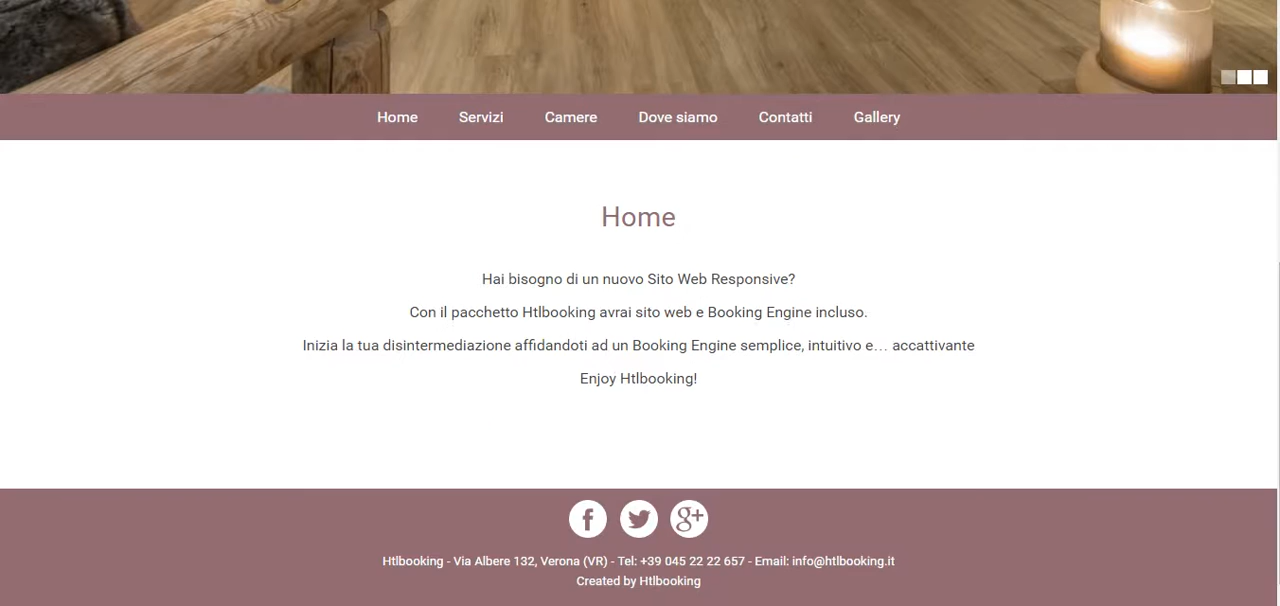 Home Servizi Camere Dove siamo Contatti Gallery
Home
Hai bisogno di un nuovo Sito Web Responsive?
Con il pacchetto Htlbooking avrai sito web e Booking Engine incluso.
Inizia la tua disintermediazione affidandoti ad un Booking Engine semplice, intuitivo e… accattivante
Enjoy Htlbooking!
f g+
Htlbooking - Via Albere 132, Verona (VR) - Tel: +39 045 22 22 657 - Email: info@htlbooking.it
Created by Htlbooking